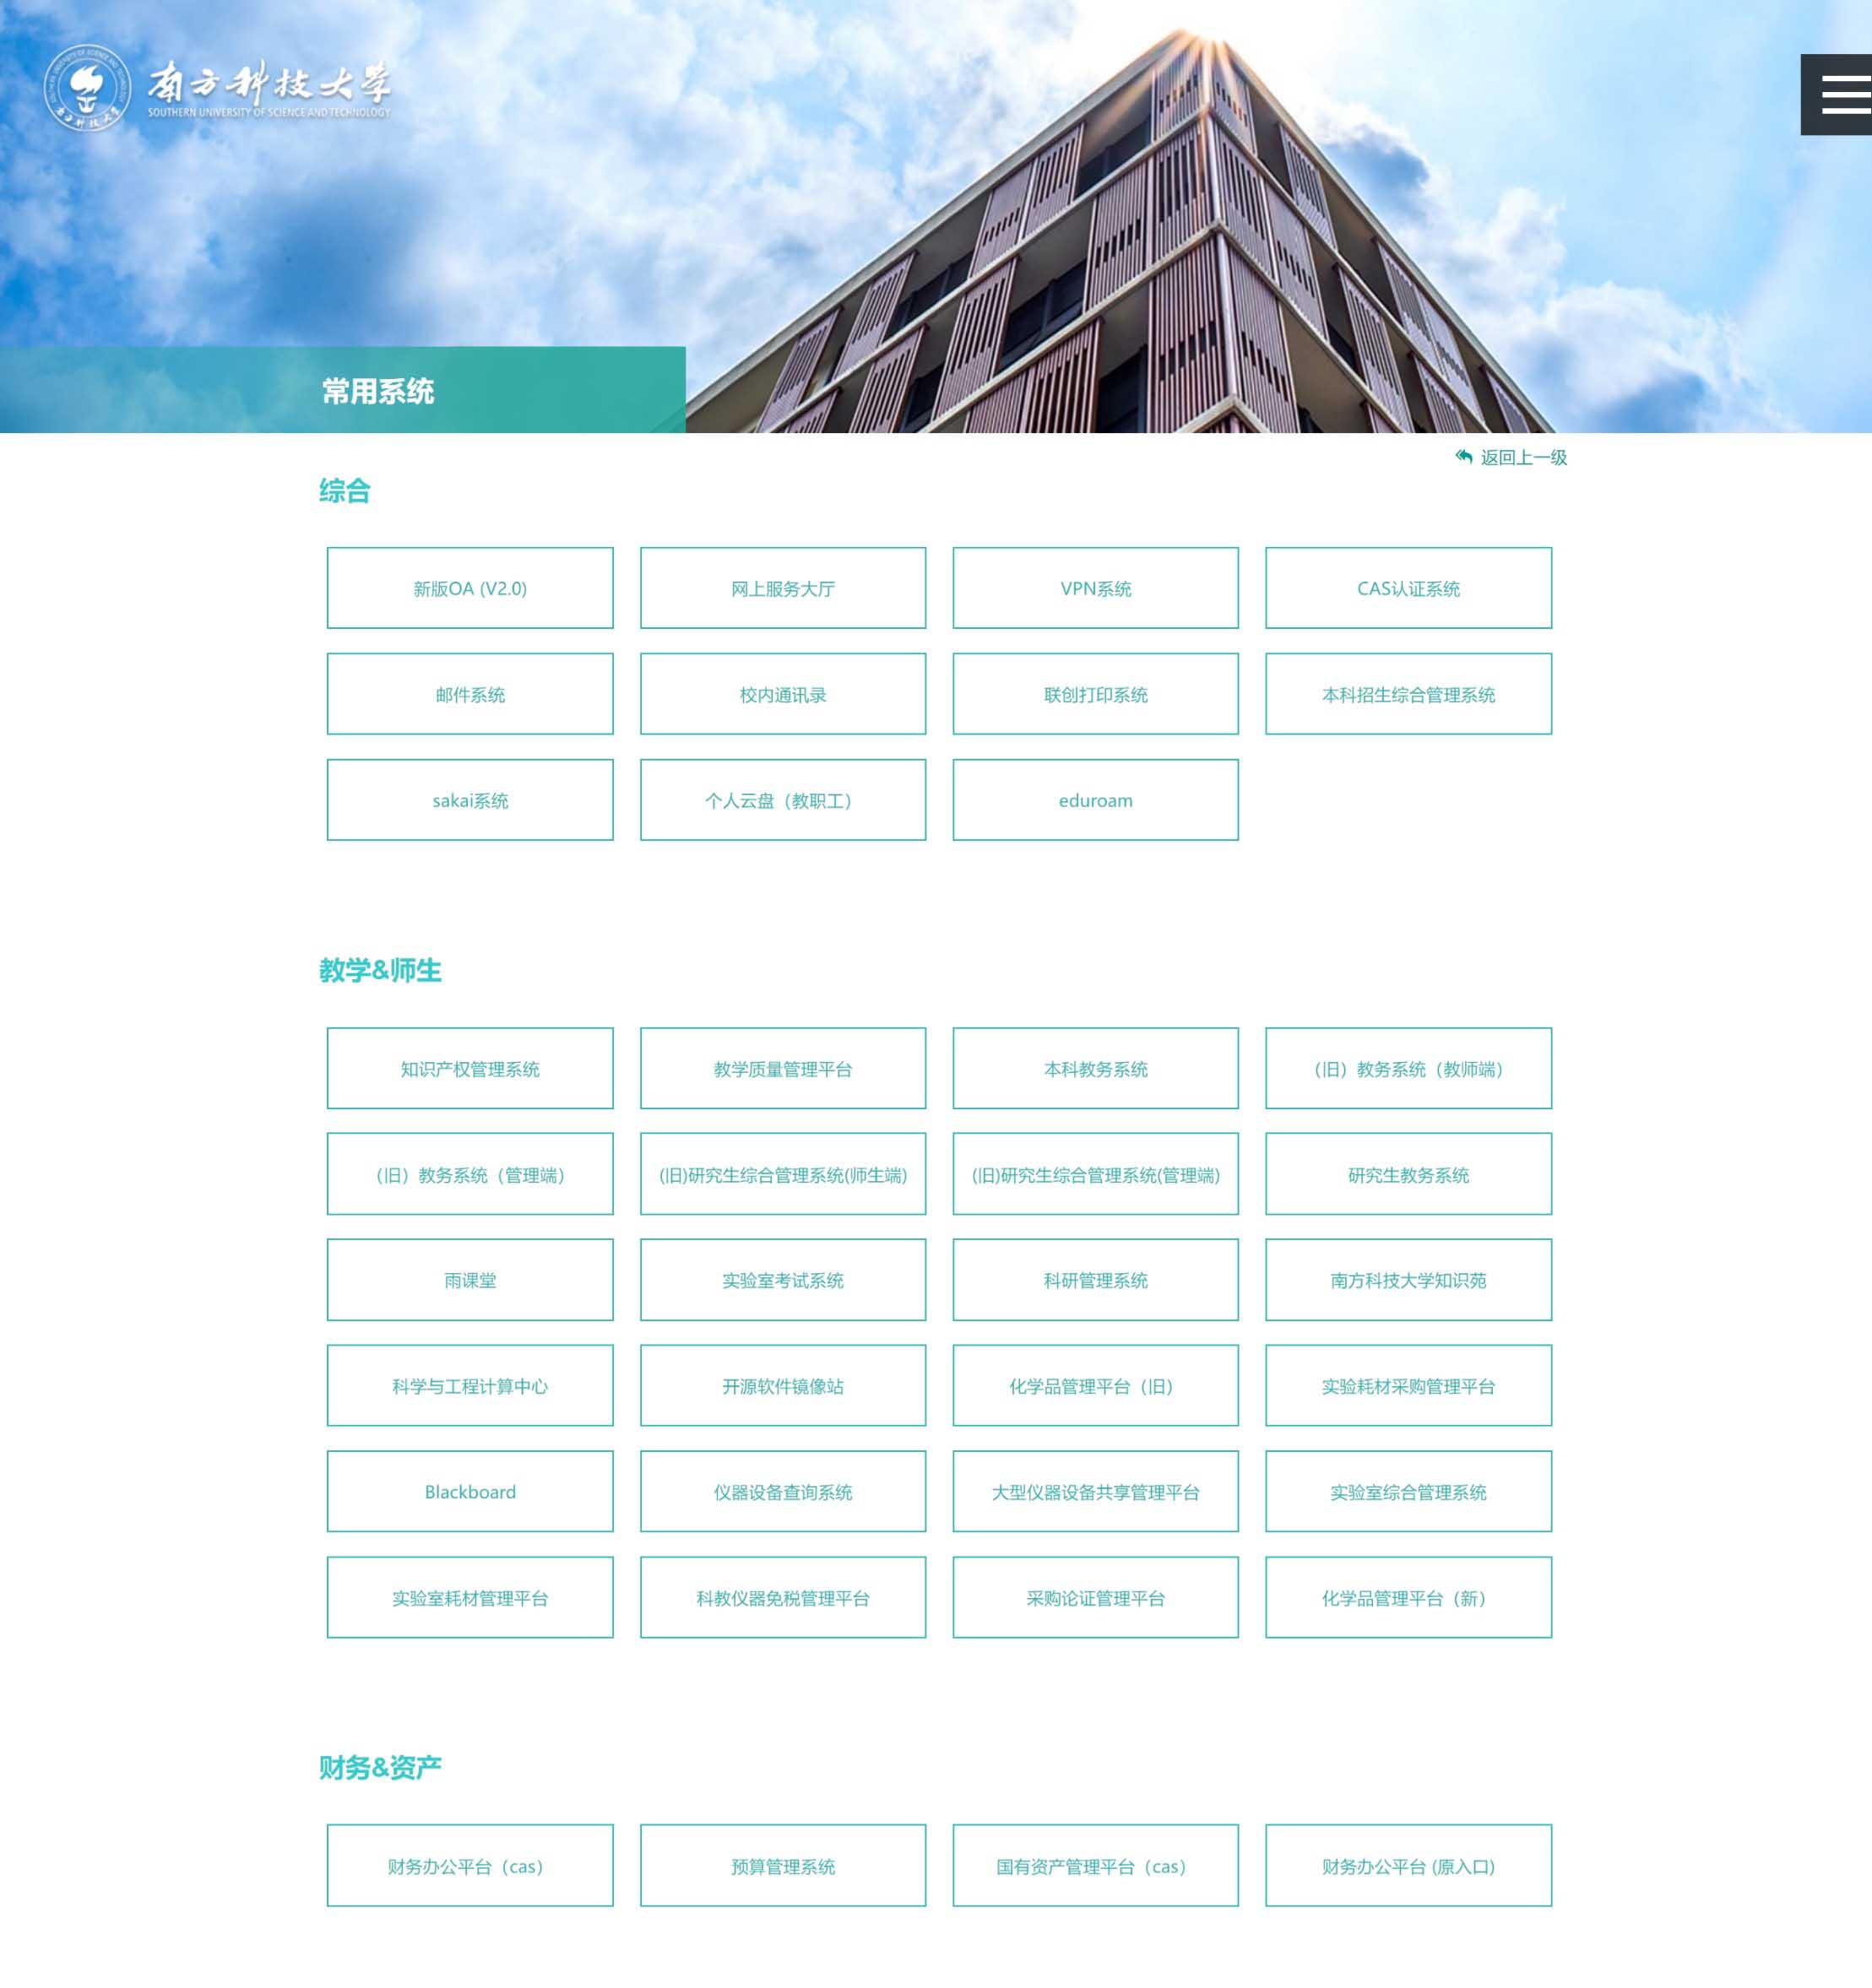 南方科技大学
SOUTHERN UNIVERSITY OF SCIENCE AND TECHNOLOGY
常用系统
返回上一级
综合
新版OA (V2.0)
网上服务大厅
VPN系统
CAS认证系统
邮件系统
校内通讯录
联创打印系统
本科招生综合管理系统
sakai系统
个人云盘（教职工）
eduroam
教学&师生
知识产权管理系统
教学质量管理平台
本科教务系统
（旧）教务系统（教师端）
（旧）教务系统（管理端）
(旧)研究生综合管理系统(师生端)
(旧)研究生综合管理系统(管理端)
研究生教务系统
雨课堂
实验室考试系统
科研管理系统
南方科技大学知识苑
科学与工程计算中心
开源软件镜像站
化学品管理平台（旧）
实验耗材采购管理平台
Blackboard
仪器设备查询系统
大型仪器设备共享管理平台
实验室综合管理系统
实验室耗材管理平台
科教仪器免税管理平台
采购论证管理平台
化学品管理平台（新）
财务&资产
财务办公平台（cas）
预算管理系统
国有资产管理平台（cas）
财务办公平台 (原入口)